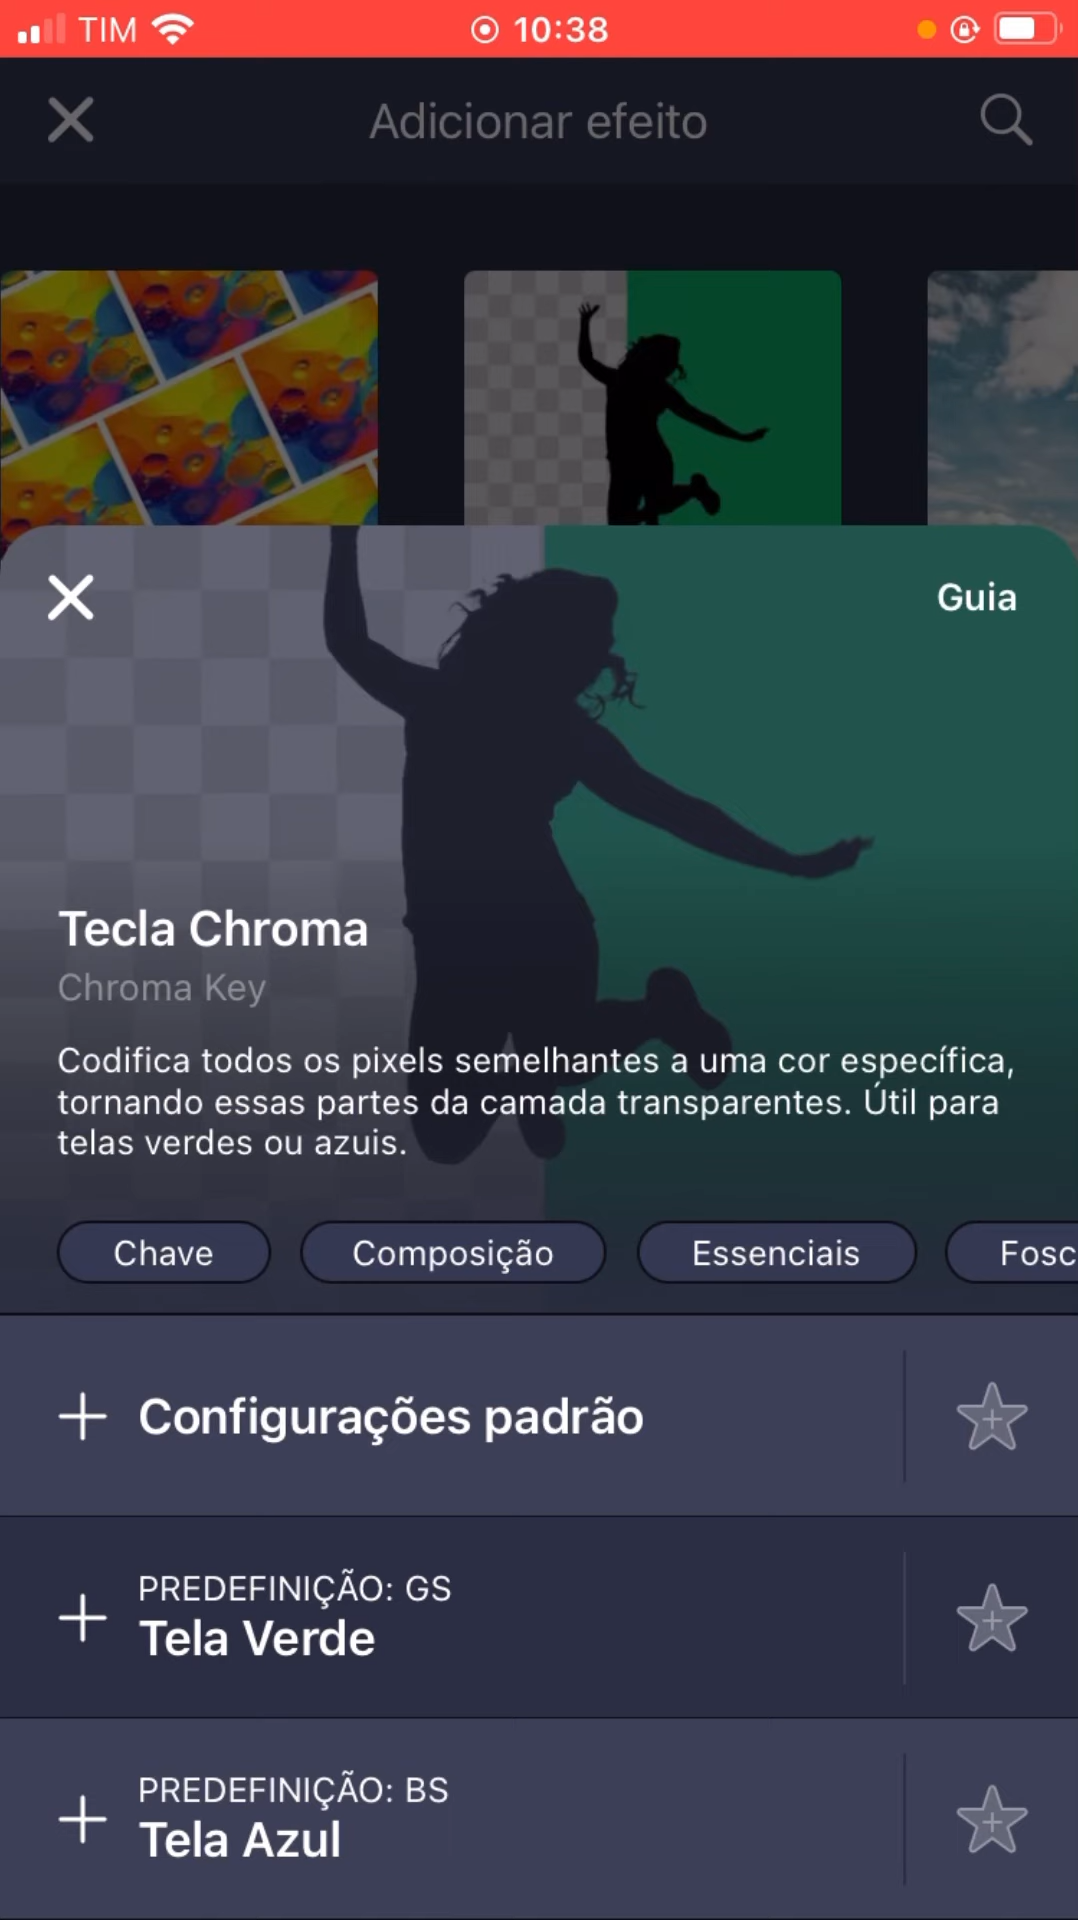 TIM
10:38
Adicionar efeito
Guia
Tecla Chroma
Chroma Key
Codifica todos os pixels semelhantes a uma cor específica,
tornando essas partes da camada transparentes. Útil para
telas verdes ou azuis.
Chave
Composição
Essenciais
Fosc
Configurações padrão
PREDEFINIÇÃO: GS
Tela Verde
PREDEFINIÇÃO: BS
Tela Azul